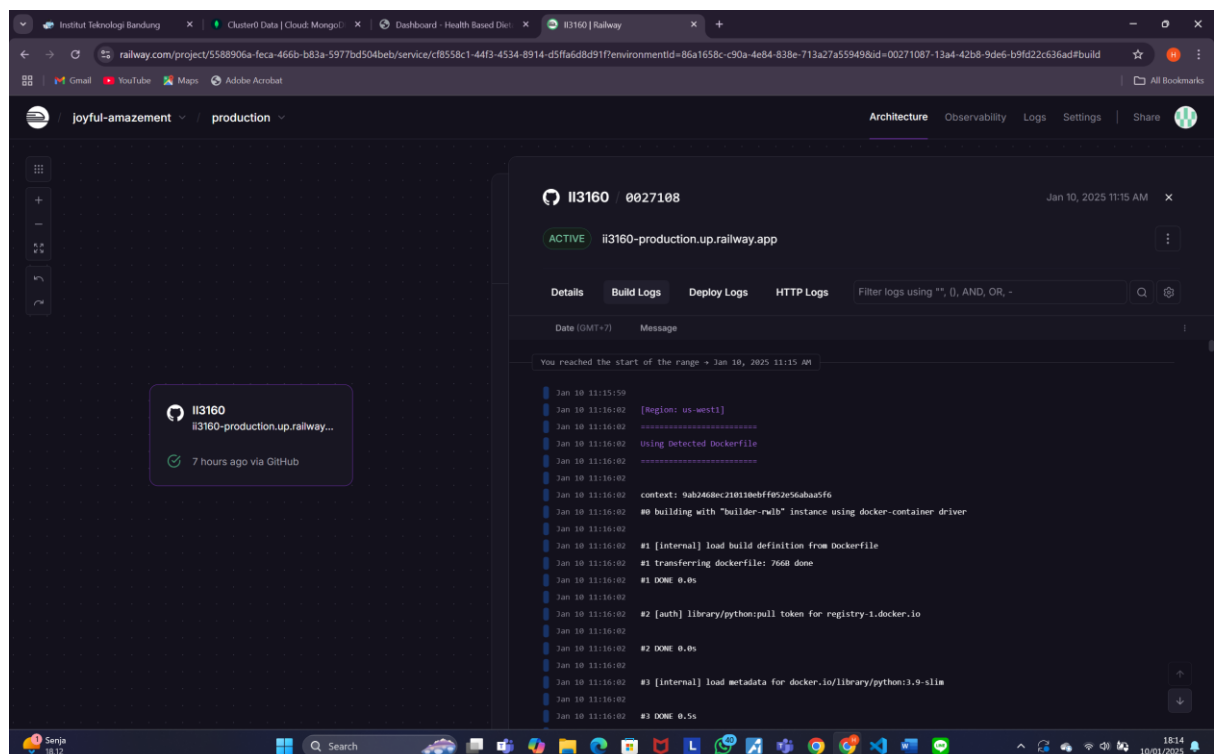 Institut Teknologi Bandung
Cluster0 Data | Cloud: MongoD
Dashboard - Health Based Diet
II3160 | Railway
railway.com/project/5588906a-feca-466b-b83a-5977bd504beb/service/cf8558c1-44f3-4534-8914-d5ffa6d8d91f?environmentId=86a1658c-c90a-4e84-838e-713a27a55949&id=00271087-13a4-42b8-9de6-b9fd22c636ad#build
Gmail YouTube Maps Adobe Acrobat All Bookmarks
joyful-amazement / production Architecture Observability Logs Settings Share
II3160 / 0027108 Jan 10, 2025 11:15 AM
ACTIVE ii3160-production.up.railway.app
Details Build Logs Deploy Logs HTTP Logs Filter logs using "", (), AND, OR, -
Date (GMT+7) Message
You reached the start of the range → Jan 10, 2025 11:15 AM
II3160
ii3160-production.up.railway...
7 hours ago via GitHub
Jan 10 11:15:59
Jan 10 11:16:02 [Region: us-west1]
Jan 10 11:16:02 =========================
Jan 10 11:16:02 Using Detected Dockerfile
Jan 10 11:16:02 =========================
Jan 10 11:16:02
Jan 10 11:16:02 context: 9ab2468ec210110ebff052e56abaa5f6
Jan 10 11:16:02 #0 building with "builder-rwlb" instance using docker-container driver
Jan 10 11:16:02
Jan 10 11:16:02 #1 [internal] load build definition from Dockerfile
Jan 10 11:16:02 #1 transferring dockerfile: 766B done
Jan 10 11:16:02 #1 DONE 0.0s
Jan 10 11:16:02
Jan 10 11:16:02 #2 [auth] library/python:pull token for registry-1.docker.io
Jan 10 11:16:02
Jan 10 11:16:02 #2 DONE 0.0s
Jan 10 11:16:02
Jan 10 11:16:02 #3 [internal] load metadata for docker.io/library/python:3.9-slim
Jan 10 11:16:02
Jan 10 11:16:02 #3 DONE 0.5s
1 Senja
18.12
Search
40
18:14
10/01/2025